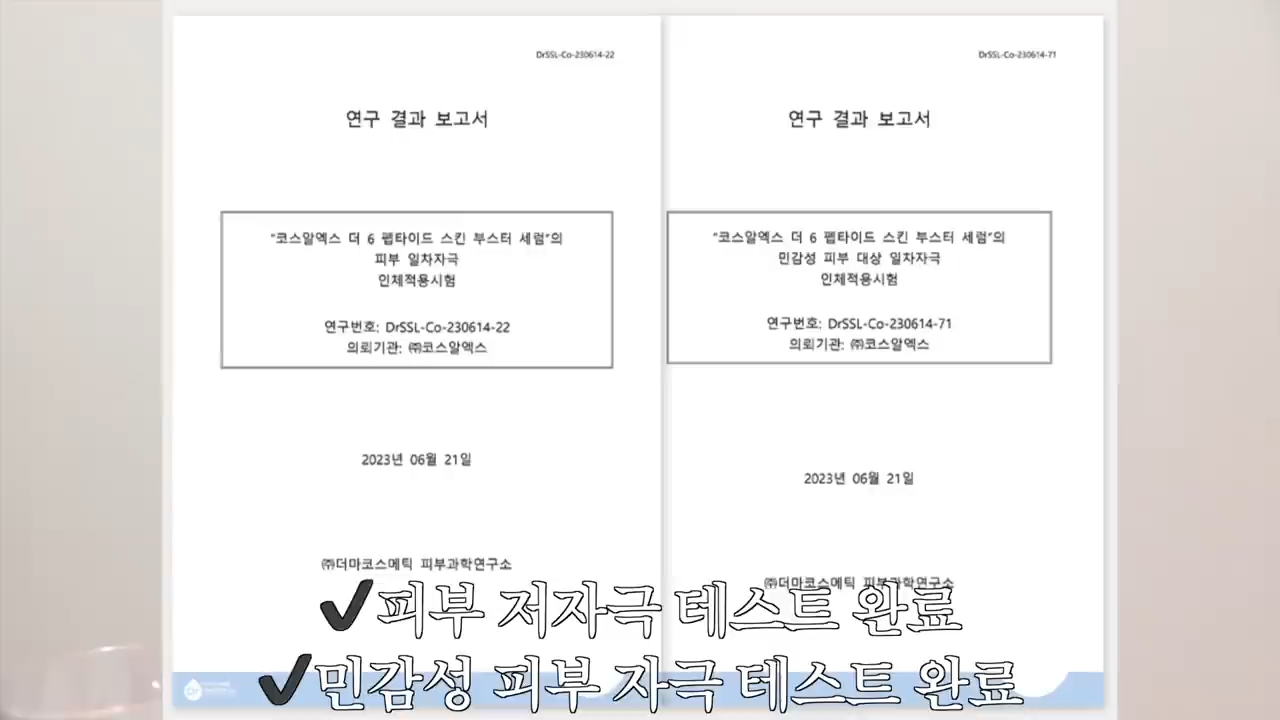 DrSSL-Co-230614-22
연구 결과 보고서
"코스알엑스 더 6 펩타이드 스킨 부스터 세럼"의
피부 일차자극
인체적용시험
연구번호: DrSSL-Co-230614-22
의뢰기관: ㈜코스알엑스
2023년 06월 21일
㈜더마코스메틱 피부과학연구소
DrSSL-Co-230614-71
연구 결과 보고서
"코스알엑스 더 6 펩타이드 스킨 부스터 세럼"의
민감성 피부 대상 일차자극
인체적용시험
연구번호: DrSSL-Co-230614-71
의뢰기관: ㈜코스알엑스
2023년 06월 21일
㈜더마코스메틱 피부과학연구소
✔피부 저자극 테스트 완료
✔민감성 피부 자극 테스트 완료